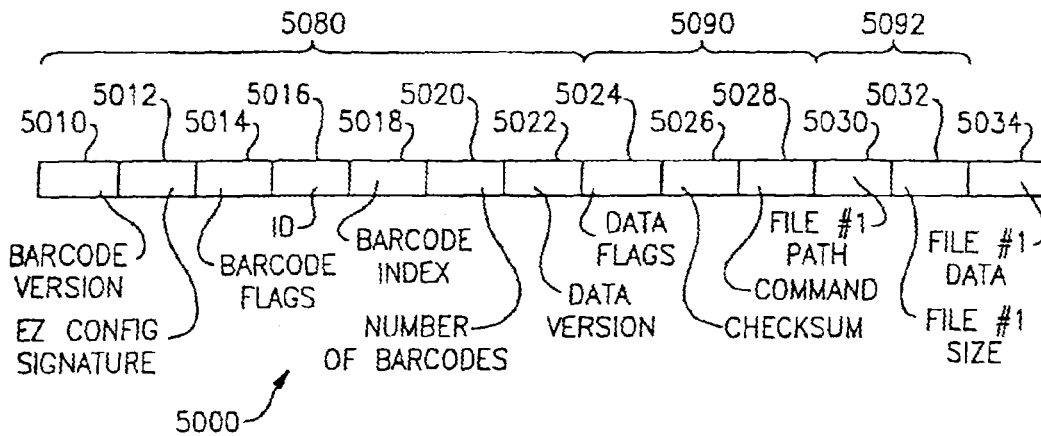 5080 5090 5092
5012 5016 5020 5024 5028 5032
5010 5014 5018 5022 5026 5030 5034
ID
BARCODE VERSION
EZ CONFIG SIGNATURE
BARCODE FLAGS
BARCODE INDEX
NUMBER OF BARCODES
DATA VERSION
DATA FLAGS
CHECKSUM
COMMAND
FILE #1 PATH
FILE #1 SIZE
FILE #1 DATA
5000